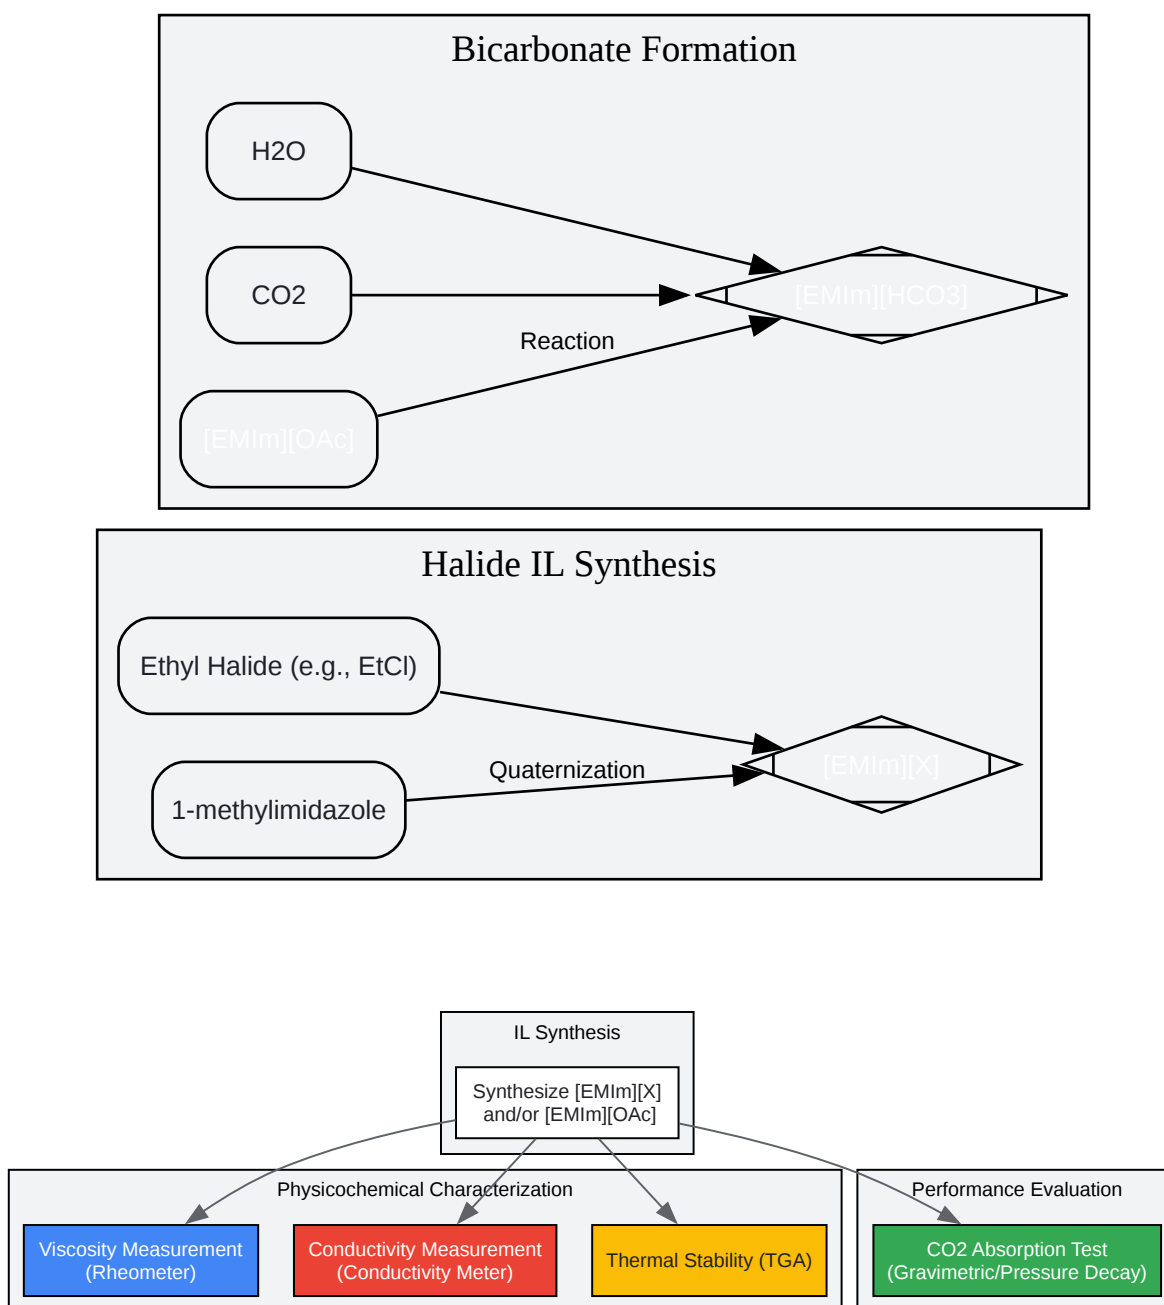 Bicarbonate Formation
H2O
CO2
[EMIm][HCO3]
Reaction
[EMIm][OAc]
Halide IL Synthesis
Ethyl Halide (e.g., EtCl)
Quaternization
[EMIm][X]
1-methylimidazole
IL Synthesis
Synthesize [EMIm][X]
and/or [EMIm][OAc]
Physicochemical Characterization
Viscosity Measurement
(Rheometer)
Conductivity Measurement
(Conductivity Meter)
Thermal Stability (TGA)
Performance Evaluation
CO2 Absorption Test
(Gravimetric/Pressure Decay)